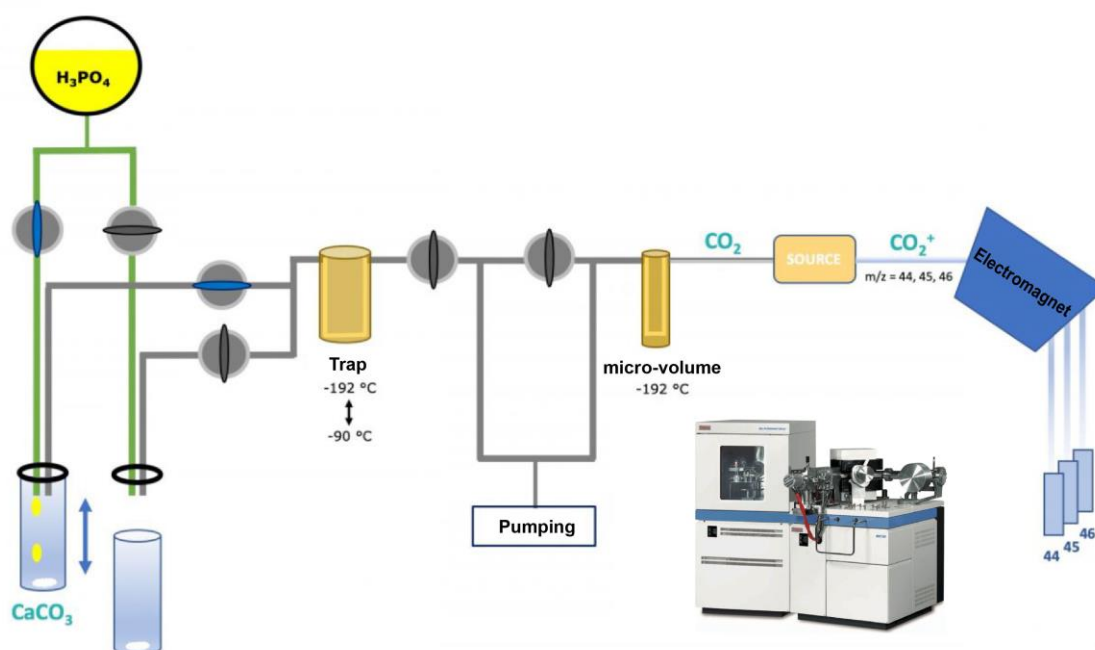 H₃PO₄
CO₂
SOURCE
CO₂⁺
m/z = 44, 45, 46
Electromagnet
Trap
-192 °C
-90 °C
micro-volume
-192 °C
Pumping
CaCO₃
44
45
46